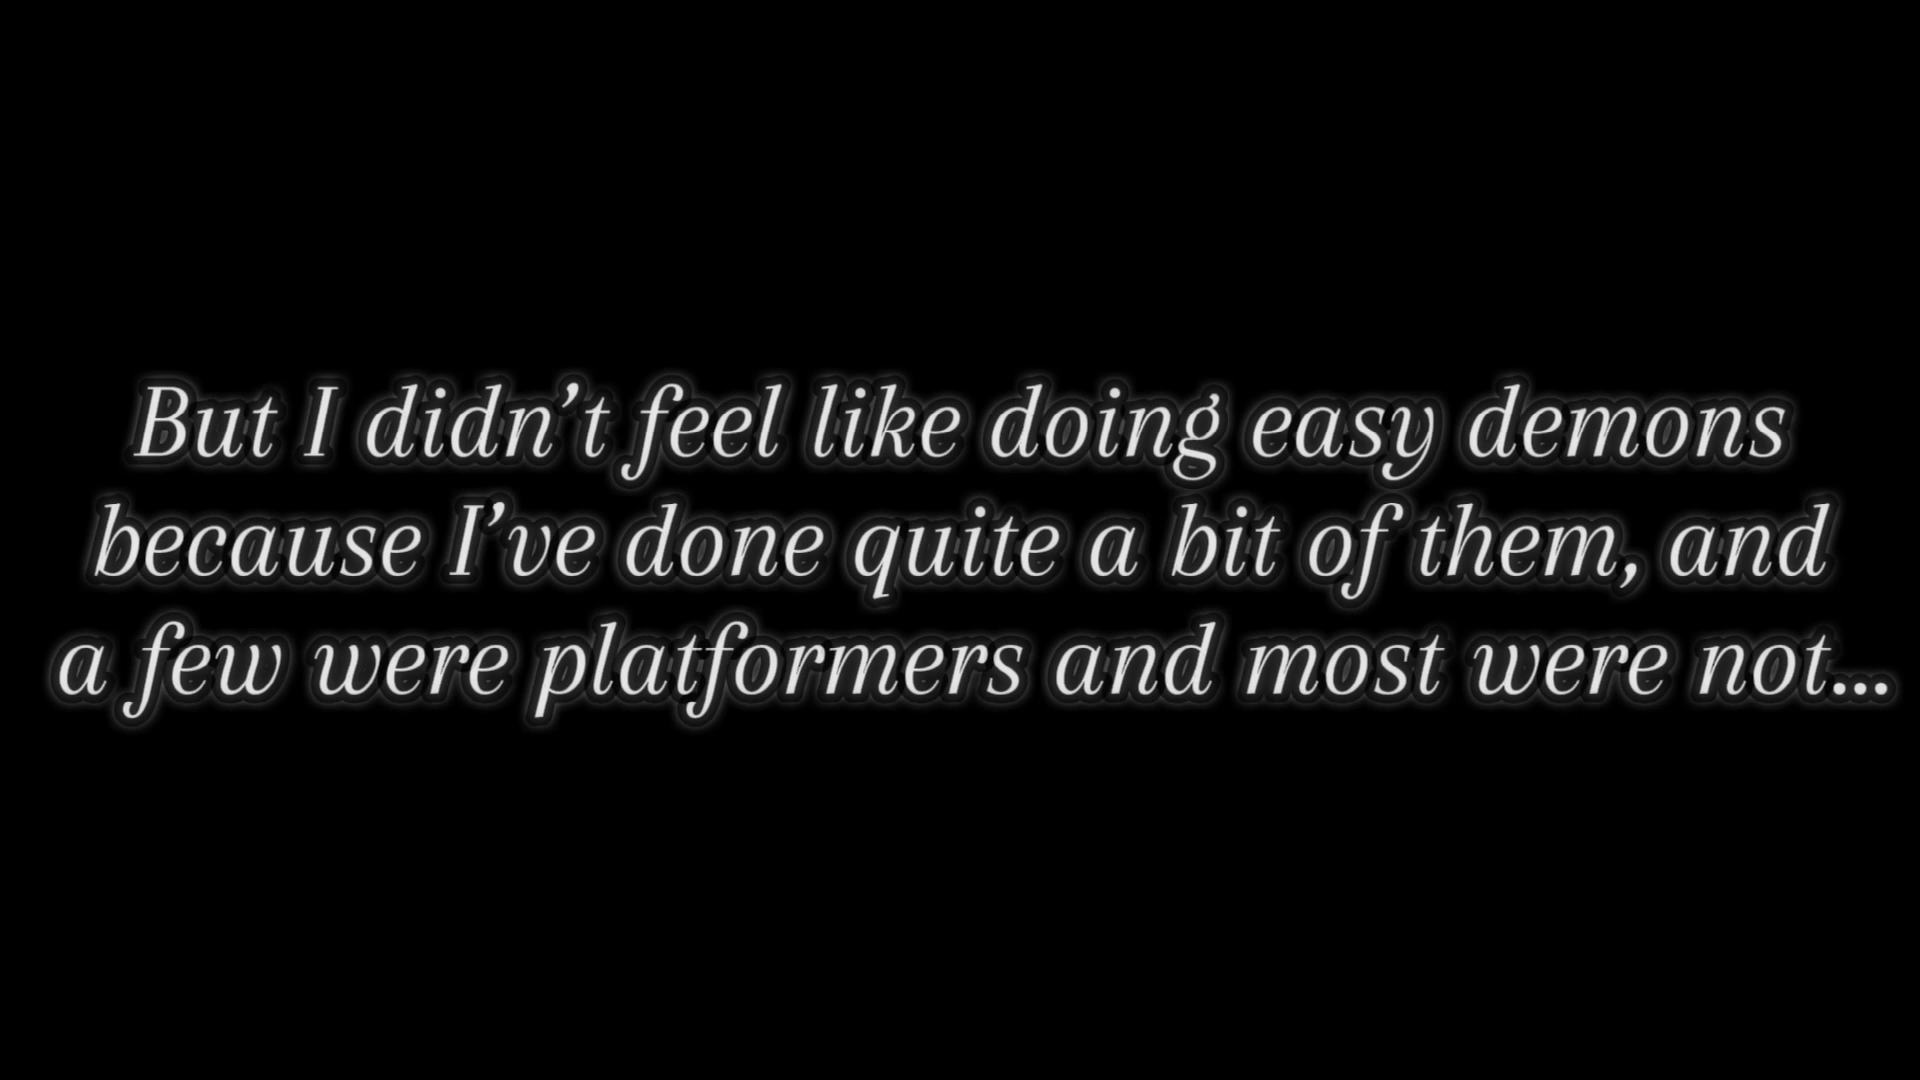 But I didn’t feel like doing easy demons
because I’ve done quite a bit of them, and
a few were platformers and most were not...